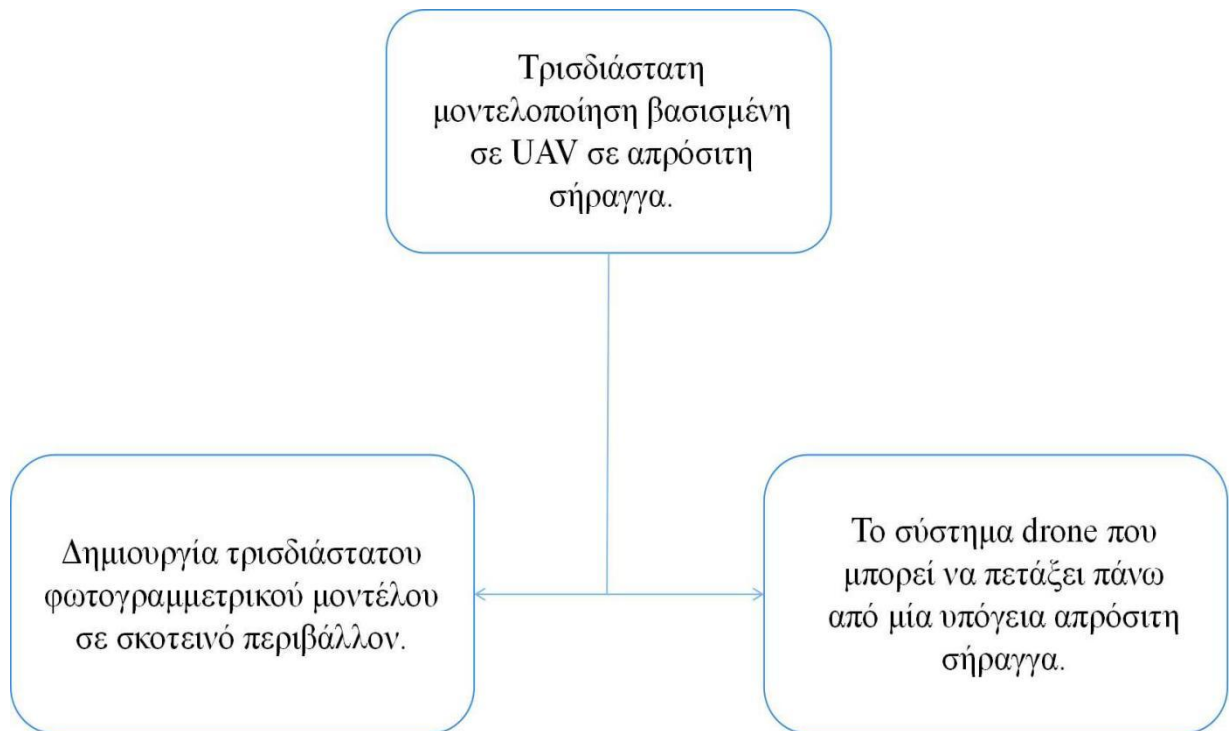 Τρισδιάστατη
μοντελοποίηση βασισμένη
σε UAV σε απρόσιτη
σήραγγα.
Δημιουργία τρισδιάστατου
φωτογραμμετρικού μοντέλου
σε σκοτεινό περιβάλλον.
Το σύστημα drone που
μπορεί να πετάξει πάνω
από μία υπόγεια απρόσιτη
σήραγγα.